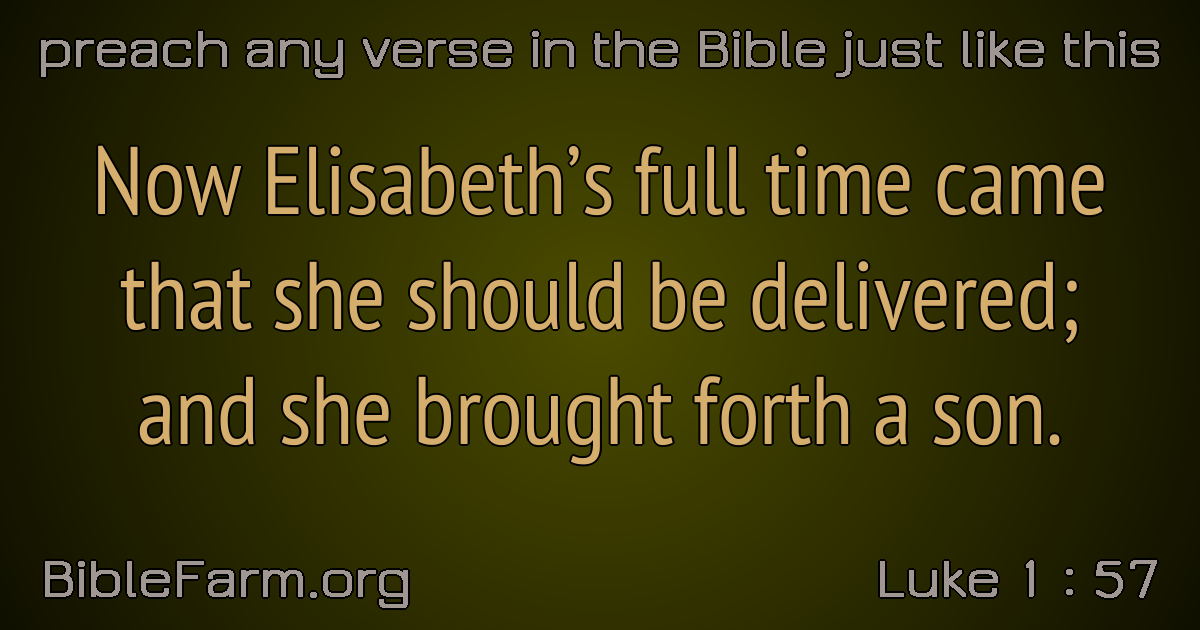 preach any verse in the Bible just like this
Now Elisabeth’s full time came
that she should be delivered;
and she brought forth a son.
BibleFarm.org
Luke 1 : 57